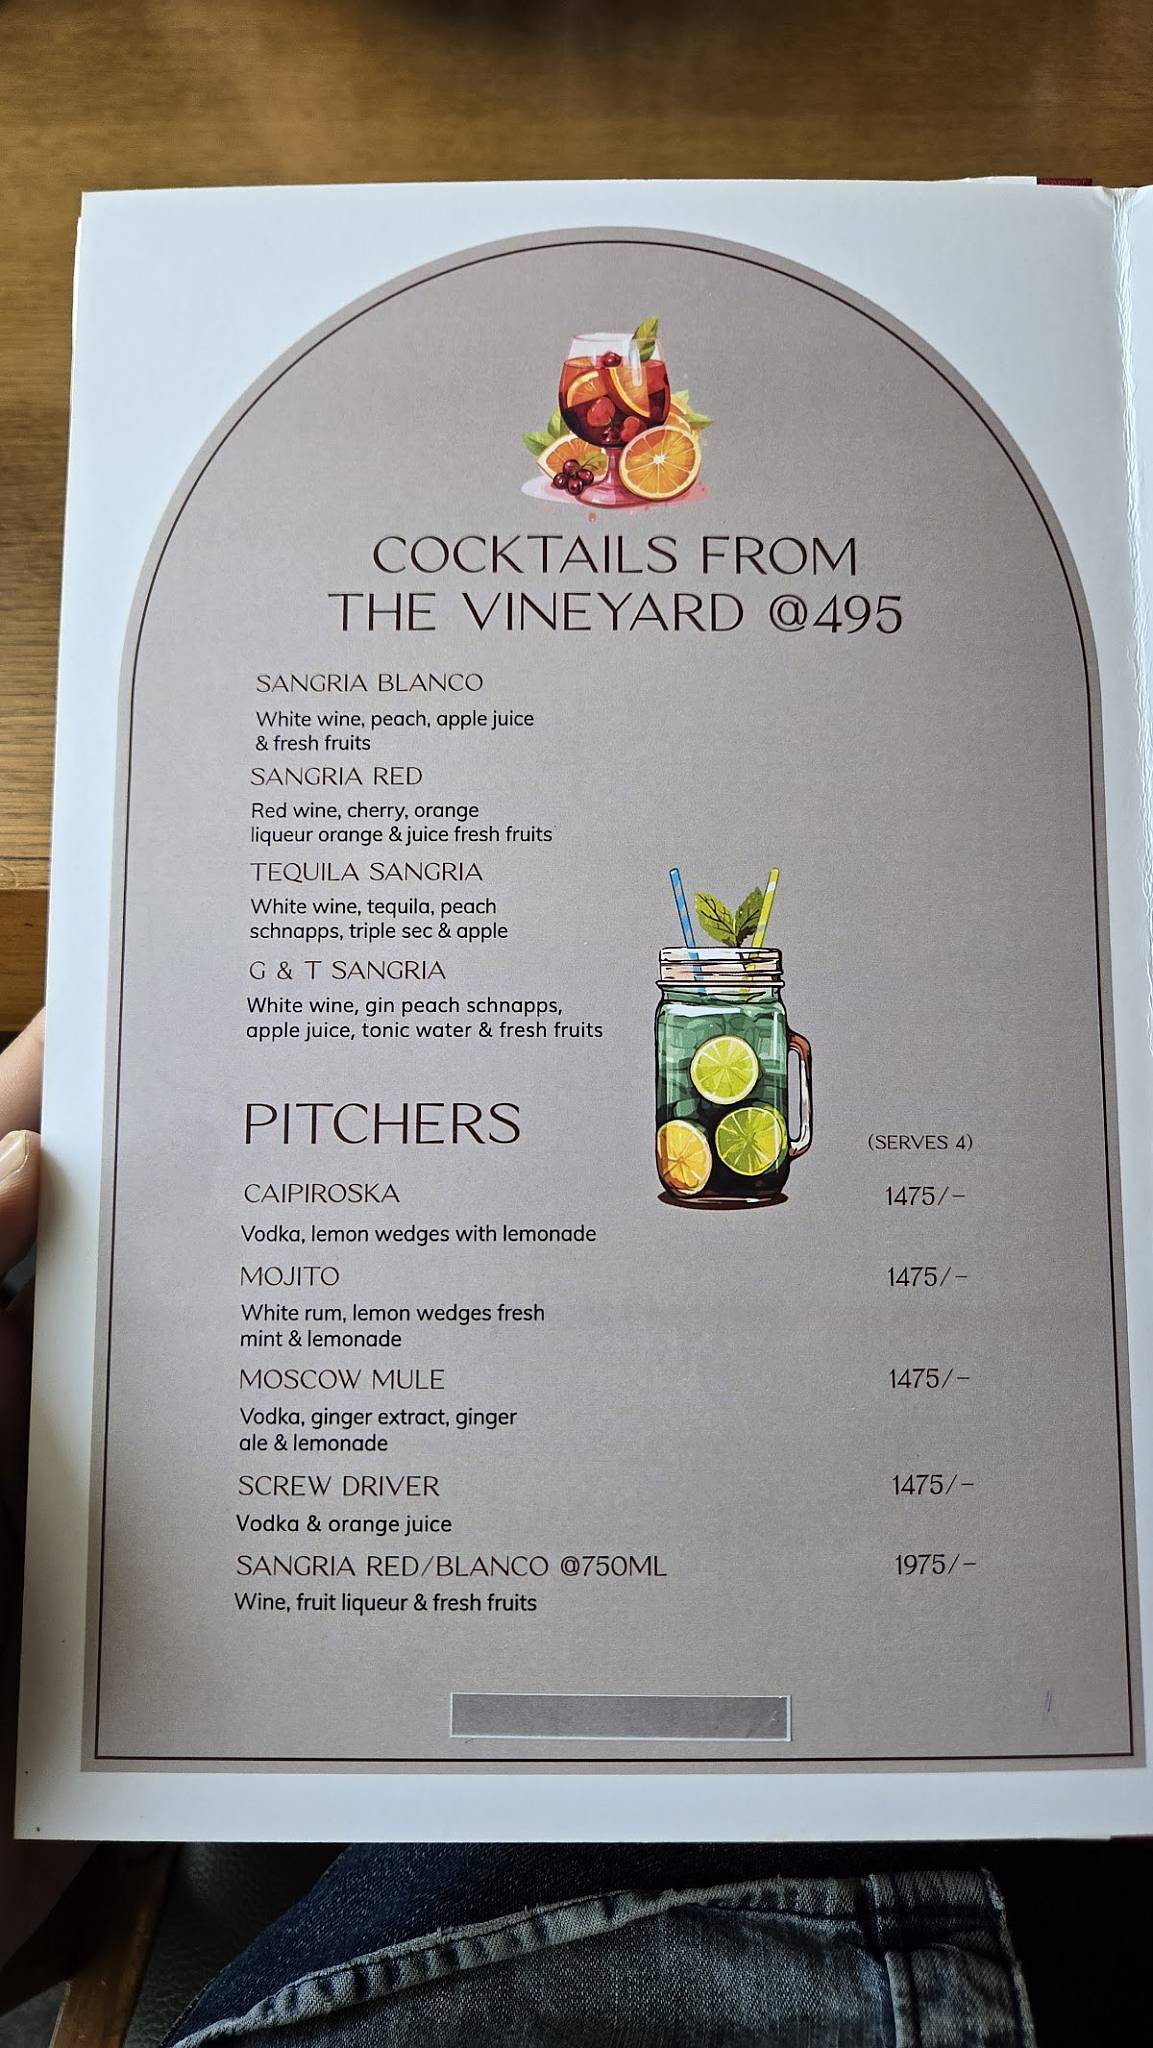 COCKTAILS FROM
THE VINEYARD @495
SANGRIA BLANCO
White wine, peach, apple juice
& fresh fruits
SANGRIA RED
Red wine, cherry, orange
liqueur orange & juice fresh fruits
TEQUILA SANGRIA
White wine, tequila, peach
schnapps, triple sec & apple
G & T SANGRIA
White wine, gin peach schnapps,
apple juice, tonic water & fresh fruits
PITCHERS (SERVES 4)
CAIPIROSKA 1475/-
Vodka, lemon wedges with lemonade
MOJITO 1475/-
White rum, lemon wedges fresh
mint & lemonade
MOSCOW MULE 1475/-
Vodka, ginger extract, ginger
ale & lemonade
SCREW DRIVER 1475/-
Vodka & orange juice
SANGRIA RED/BLANCO @750ML 1975/-
Wine, fruit liqueur & fresh fruits